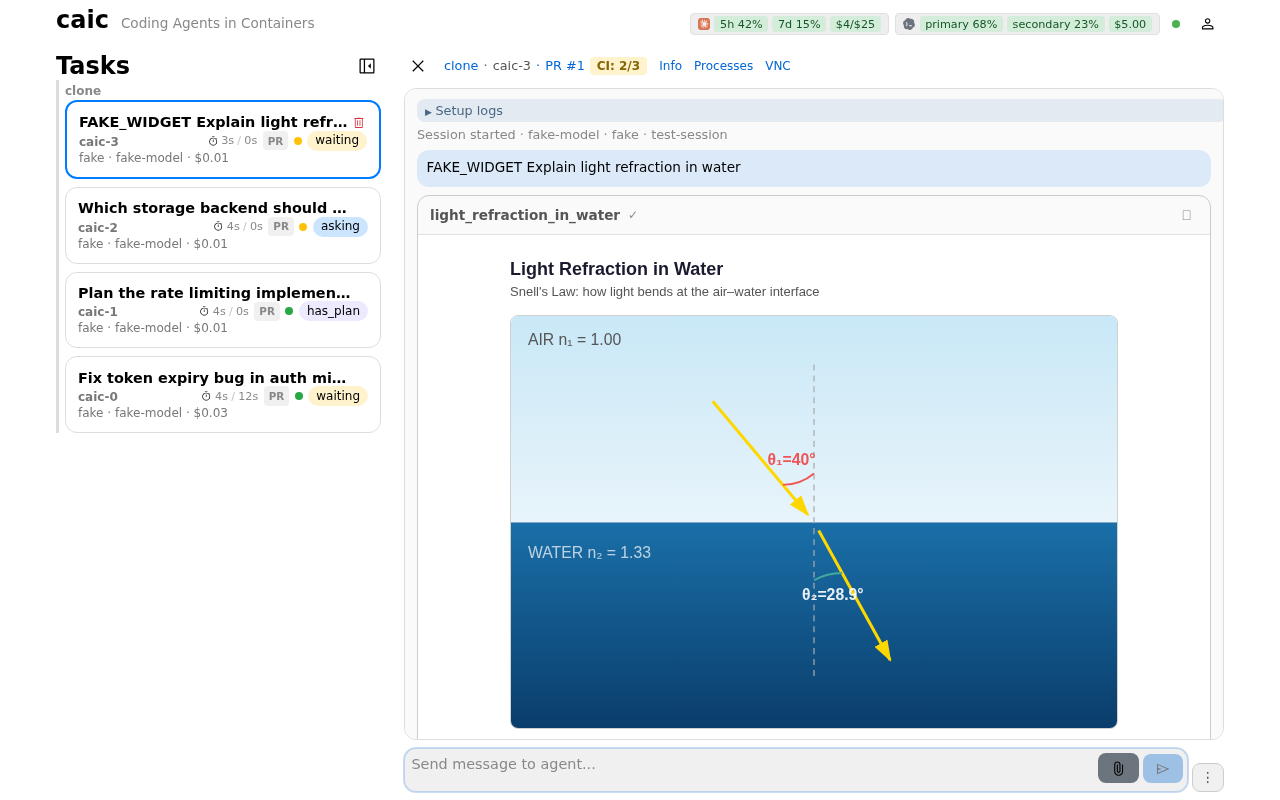 caic Coding Agents in Containers
5h 42% 7d 15% $4/$25 primary 68% secondary 23% $5.00
Tasks
clone · caic-3 · PR #1 CI: 2/3 Info Processes VNC
clone
FAKE_WIDGET Explain light refr…
caic-3 3s / 0s PR waiting
fake · fake-model · $0.01
Which storage backend should …
caic-2 4s / 0s PR asking
fake · fake-model · $0.01
Plan the rate limiting implemen…
caic-1 4s / 0s PR has_plan
fake · fake-model · $0.01
Fix token expiry bug in auth mi…
caic-0 4s / 12s PR waiting
fake · fake-model · $0.03
▸ Setup logs
Session started · fake-model · fake · test-session
FAKE_WIDGET Explain light refraction in water
light_refraction_in_water ✓
Light Refraction in Water
Snell's Law: how light bends at the air–water interface
AIR n₁ = 1.00
θ₁=40°
WATER n₂ = 1.33
θ₂=28.9°
Send message to agent...